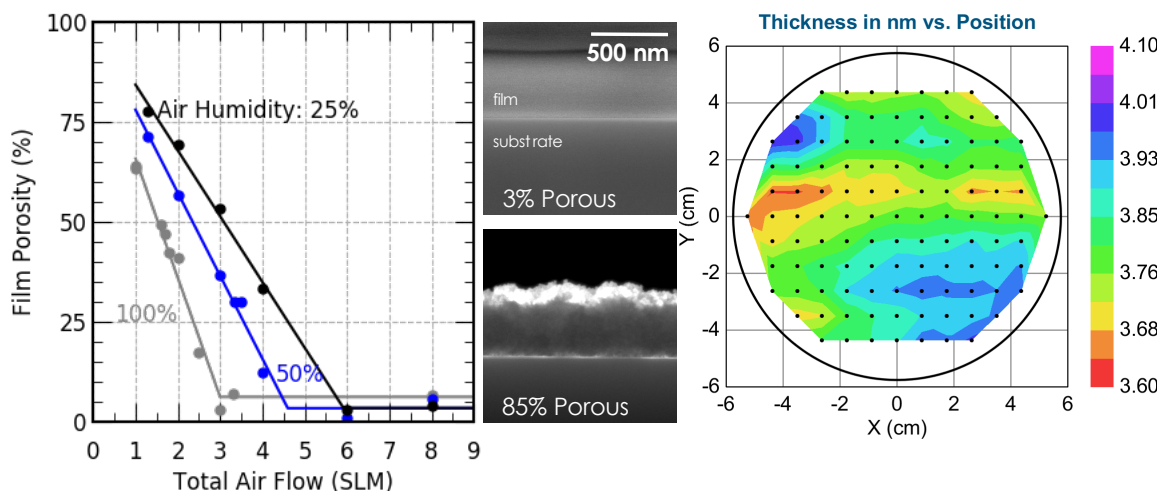 100
75
50
25
0
Film Porosity (%)
Air Humidity: 25%
100%
50%
0 1 2 3 4 5 6 7 8 9
Total Air Flow (SLM)
500 nm
film
substrate
3% Porous
85% Porous
Thickness in nm vs. Position
6
4
2
0
-2
-4
-6
Y (cm)
-6 -4 -2 0 2 4 6
X (cm)
4.10
4.01
3.93
3.85
3.76
3.68
3.60